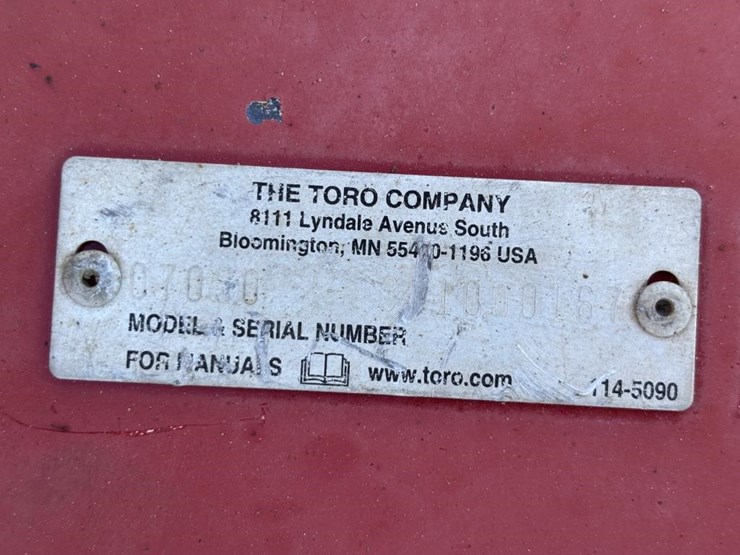 THE TORO COMPANY
8111 Lyndale Avenue South
Bloomington, MN USA
MODEL & SERIAL NUMBER
FOR MANUALS www.toro.com 114-5090